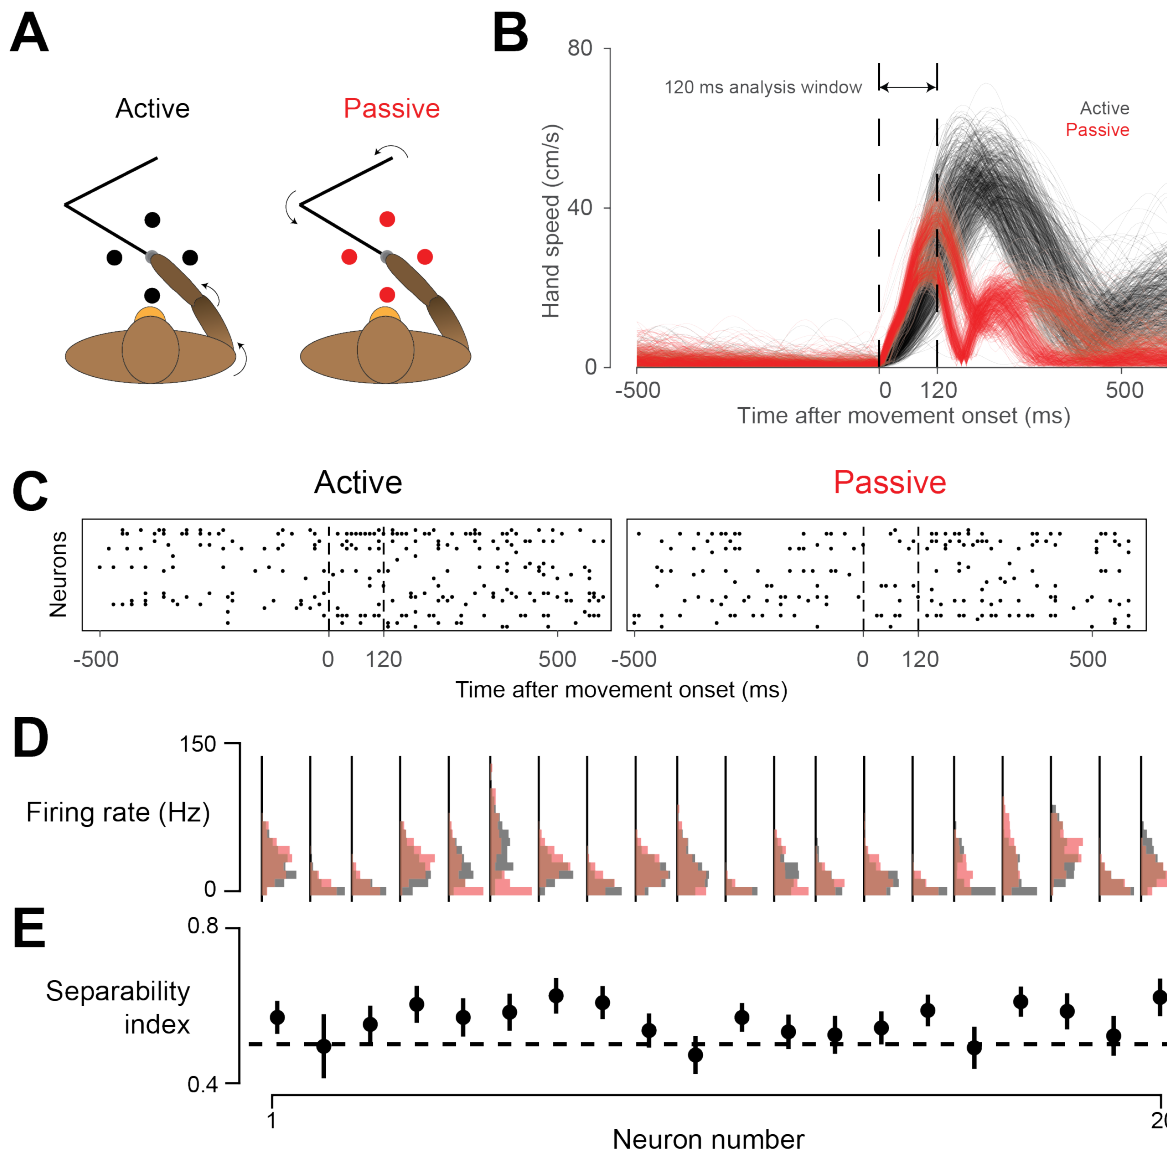 A
Active
Passive
B
80
120 ms analysis window
Active
Passive
Hand speed (cm/s)
40
0
-500
0
120
500
Time after movement onset (ms)
C
Active
Passive
Neurons
-500
0
120
500
-500
0
120
500
Time after movement onset (ms)
D
150
Firing rate (Hz)
0
E
0.8
Separability
index
0.4
1
20
Neuron number